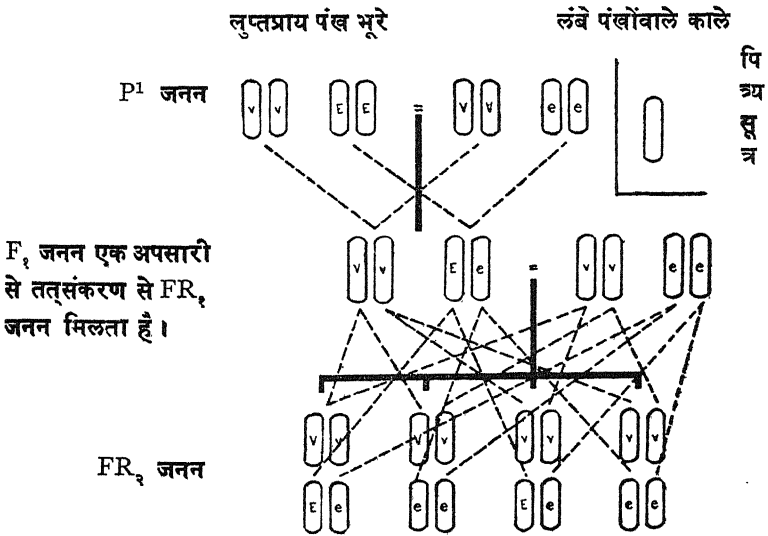 लुप्तप्राय पंख भूरे लंबे पंखोंवाले काले
P¹ जनन
v v E E = V V e e
पि
त्र्य
सू
त्र
F₁ जनन एक अपसारी
से तत्संकरण से FR₁
जनन मिलता है।
V v E e = v v e e
V v V v v v v v
FR₂ जनन
E e e e E e e e